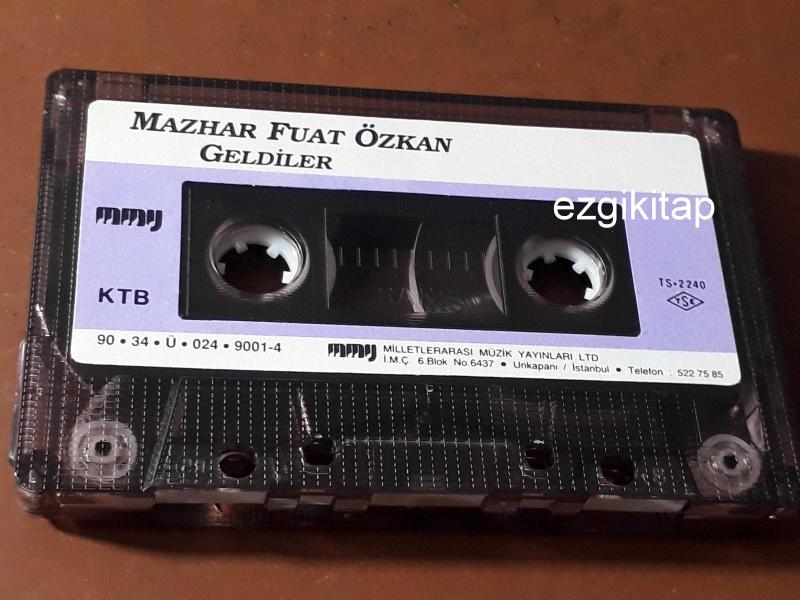 MAZHAR FUAT ÖZKAN
GELDİLER
mmy
ezgikitap
KTB
TS•2240
TSE
90 • 34 • Ü • 024 • 9001-4
mmy MİLLETLERARASI MÜZİK YAYINLARI LTD
İ.M.Ç. 6.Blok No.6437 • Unkapanı / İstanbul • Telefon : 522 75 85